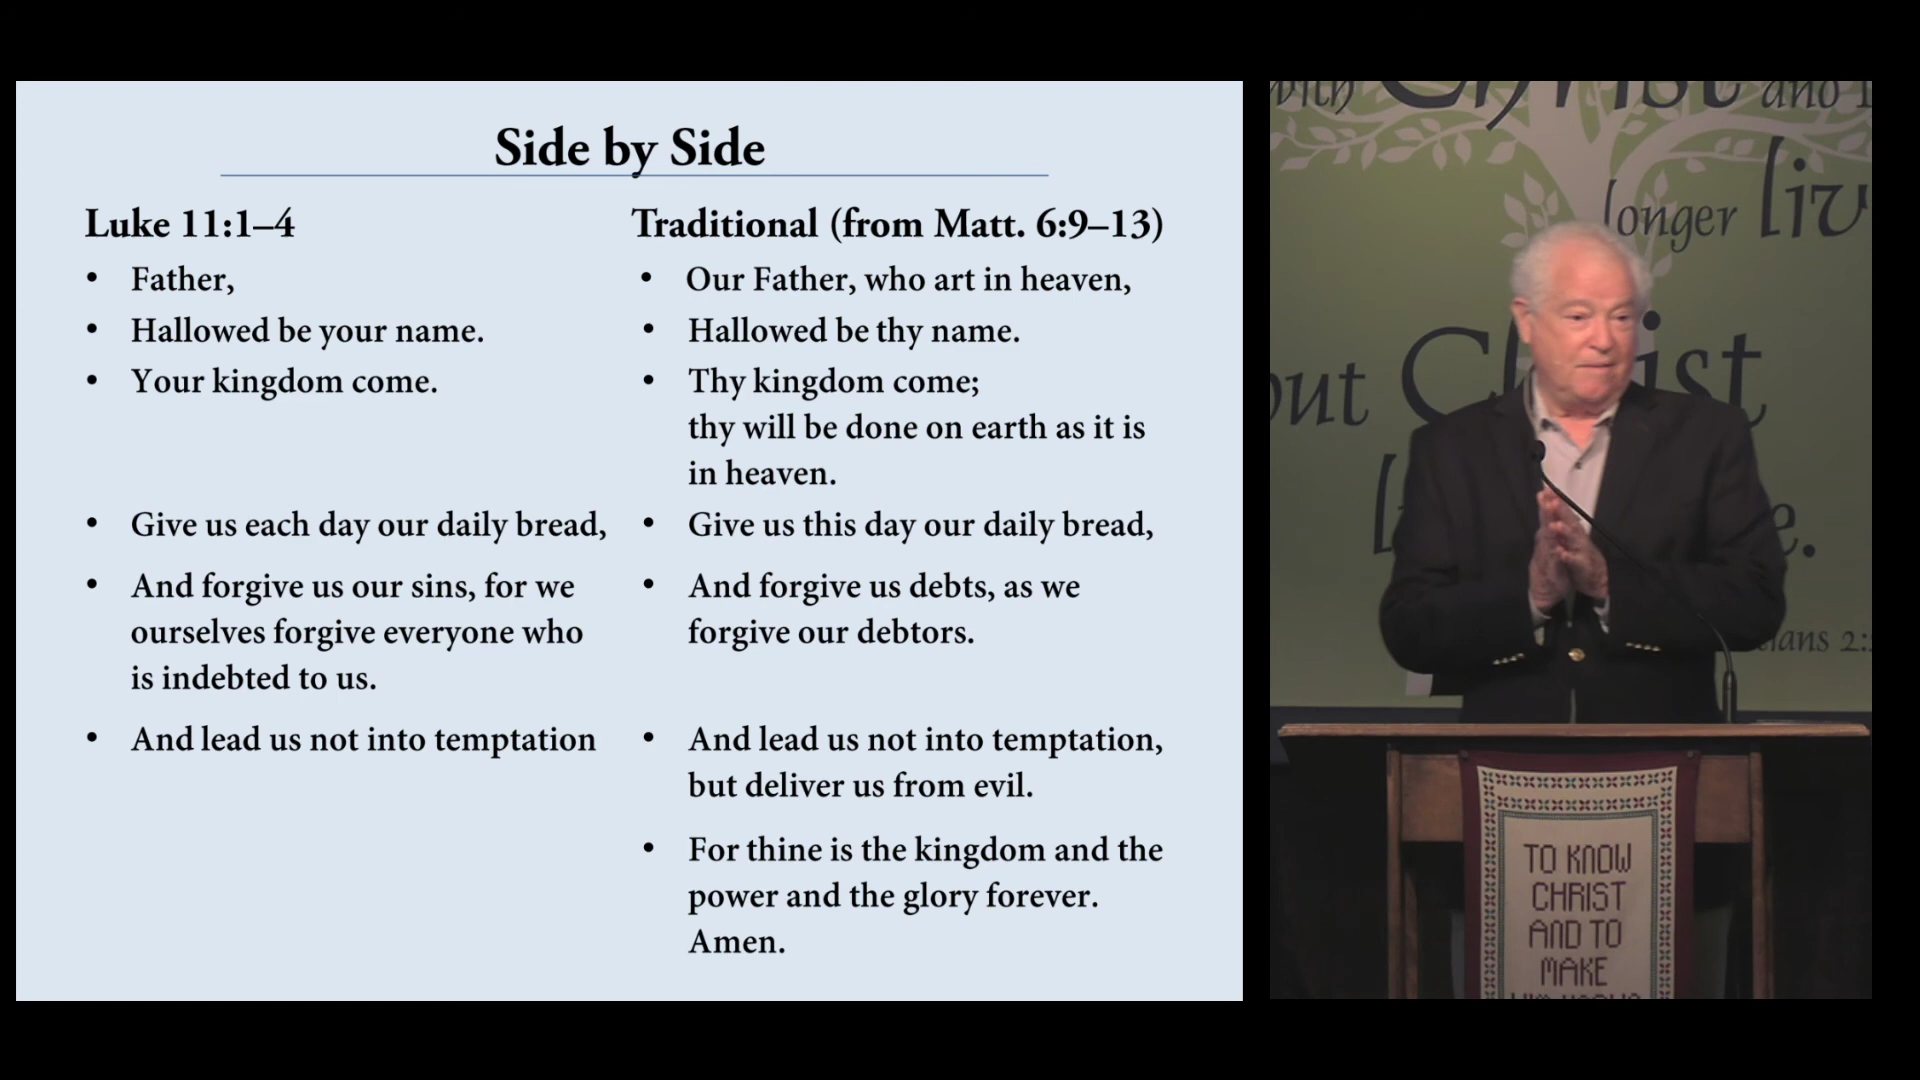 Side by Side
Luke 11:1–4
• Father,
• Hallowed be your name.
• Your kingdom come.
• Give us each day our daily bread,
• And forgive us our sins, for we
ourselves forgive everyone who
is indebted to us.
• And lead us not into temptation
Traditional (from Matt. 6:9–13)
• Our Father, who art in heaven,
• Hallowed be thy name.
• Thy kingdom come;
thy will be done on earth as it is
in heaven.
• Give us this day our daily bread,
• And forgive us debts, as we
forgive our debtors.
• And lead us not into temptation,
but deliver us from evil.
• For thine is the kingdom and the
power and the glory forever.
Amen.
with Christ and I
longer liv
but Christ
TO KNOW
CHRIST
AND TO
MAKE